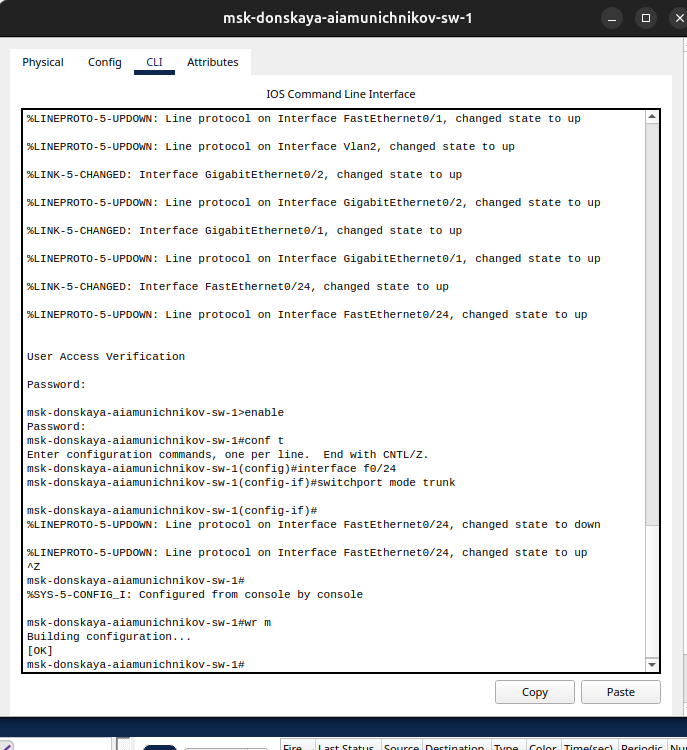 msk-donskaya-aiamunichnikov-sw-1
Physical Config CLI Attributes
IOS Command Line Interface
%LINEPROTO-5-UPDOWN: Line protocol on Interface FastEthernet0/1, changed state to up
%LINEPROTO-5-UPDOWN: Line protocol on Interface Vlan2, changed state to up
%LINK-5-CHANGED: Interface GigabitEthernet0/2, changed state to up
%LINEPROTO-5-UPDOWN: Line protocol on Interface GigabitEthernet0/2, changed state to up
%LINK-5-CHANGED: Interface GigabitEthernet0/1, changed state to up
%LINEPROTO-5-UPDOWN: Line protocol on Interface GigabitEthernet0/1, changed state to up
%LINK-5-CHANGED: Interface FastEthernet0/24, changed state to up
%LINEPROTO-5-UPDOWN: Line protocol on Interface FastEthernet0/24, changed state to up
User Access Verification
Password:
msk-donskaya-aiamunichnikov-sw-1>enable
Password:
msk-donskaya-aiamunichnikov-sw-1#conf t
Enter configuration commands, one per line.  End with CNTL/Z.
msk-donskaya-aiamunichnikov-sw-1(config)#interface f0/24
msk-donskaya-aiamunichnikov-sw-1(config-if)#switchport mode trunk
msk-donskaya-aiamunichnikov-sw-1(config-if)#
%LINEPROTO-5-UPDOWN: Line protocol on Interface FastEthernet0/24, changed state to down
%LINEPROTO-5-UPDOWN: Line protocol on Interface FastEthernet0/24, changed state to up
^Z
msk-donskaya-aiamunichnikov-sw-1#
%SYS-5-CONFIG_I: Configured from console by console
msk-donskaya-aiamunichnikov-sw-1#wr m
Building configuration...
[OK]
msk-donskaya-aiamunichnikov-sw-1#
Copy Paste
Fire Last Status Source Destination Type Color Time(sec) Periodic